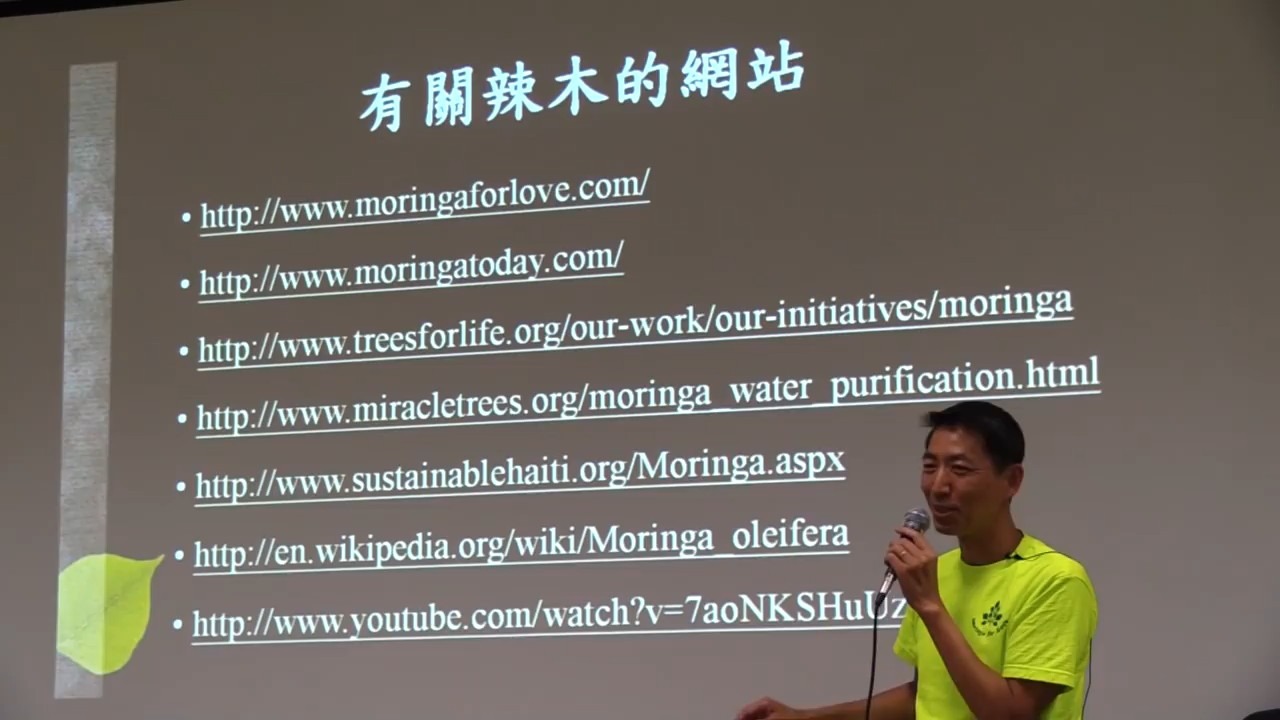 有關辣木的網站
• http://www.moringaforlove.com/
• http://www.moringatoday.com/
• http://www.treesforlife.org/our-work/our-initiatives/moringa
• http://www.miracletrees.org/moringa_water_purification.html
• http://www.sustainablehaiti.org/Moringa.aspx
• http://en.wikipedia.org/wiki/Moringa_oleifera
• http://www.youtube.com/watch?v=7aoNKSHuUz